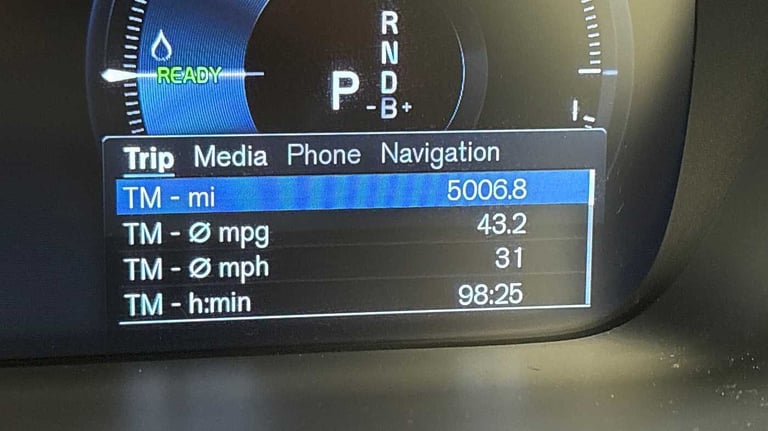 R
N
READY
P
D
-B+
Trip Media Phone Navigation
TM - mi 5006.8
TM - Ø mpg 43.2
TM - Ø mph 31
TM - h:min 98:25